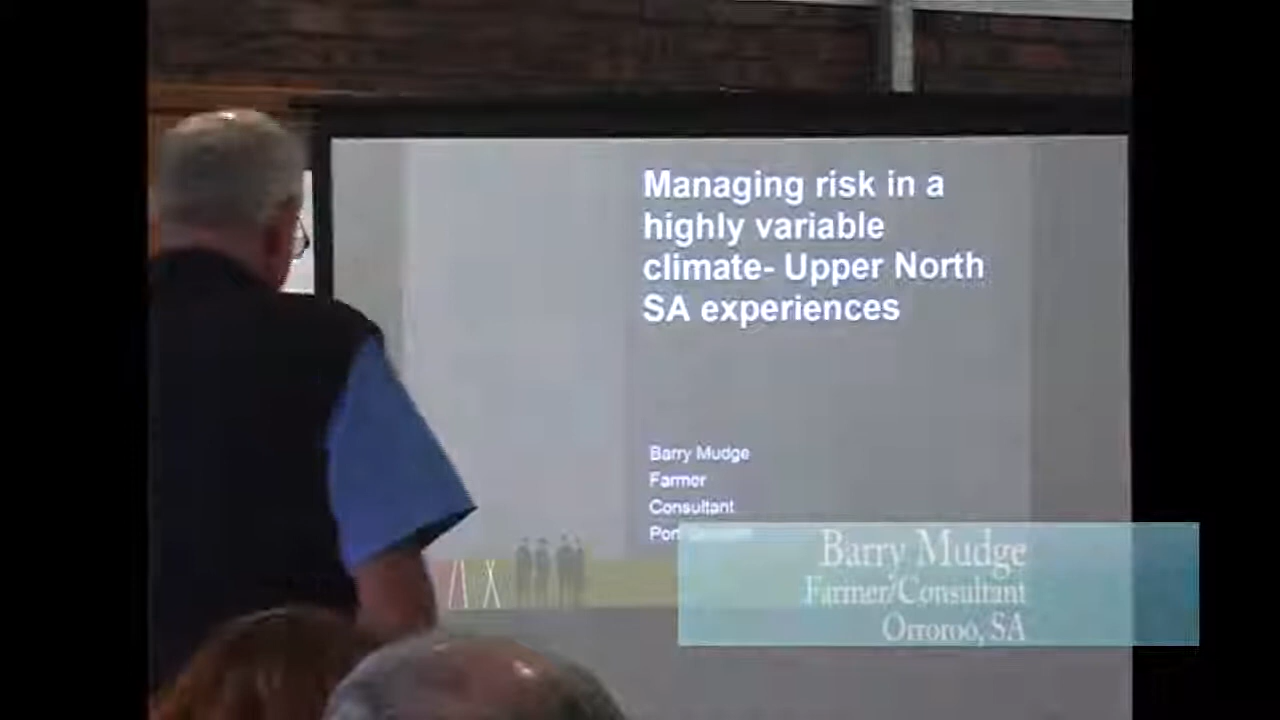 Managing risk in a
highly variable
climate- Upper North
SA experiences
Barry Mudge
Farmer
Consultant
Port
Barry Mudge
Farmer/Consultant
Orroroo, SA